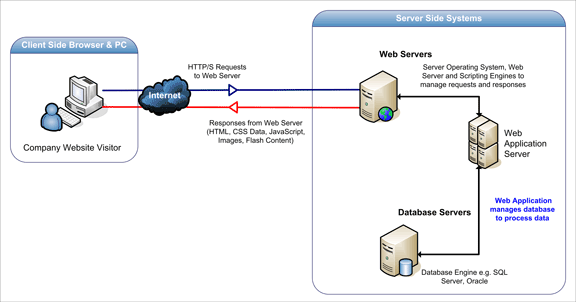 Client Side Browser & PC
Company Website Visitor
HTTP/S Requests
to Web Server
Internet
Responses from Web Server
(HTML, CSS Data, JavaScript,
Images, Flash Content)
Server Side Systems
Web Servers
Server Operating System, Web
Server and Scripting Engines to
manage requests and responses
Web
Application
Server
Web Application
manages database
to process data
Database Servers
Database Engine e.g. SQL
Server, Oracle